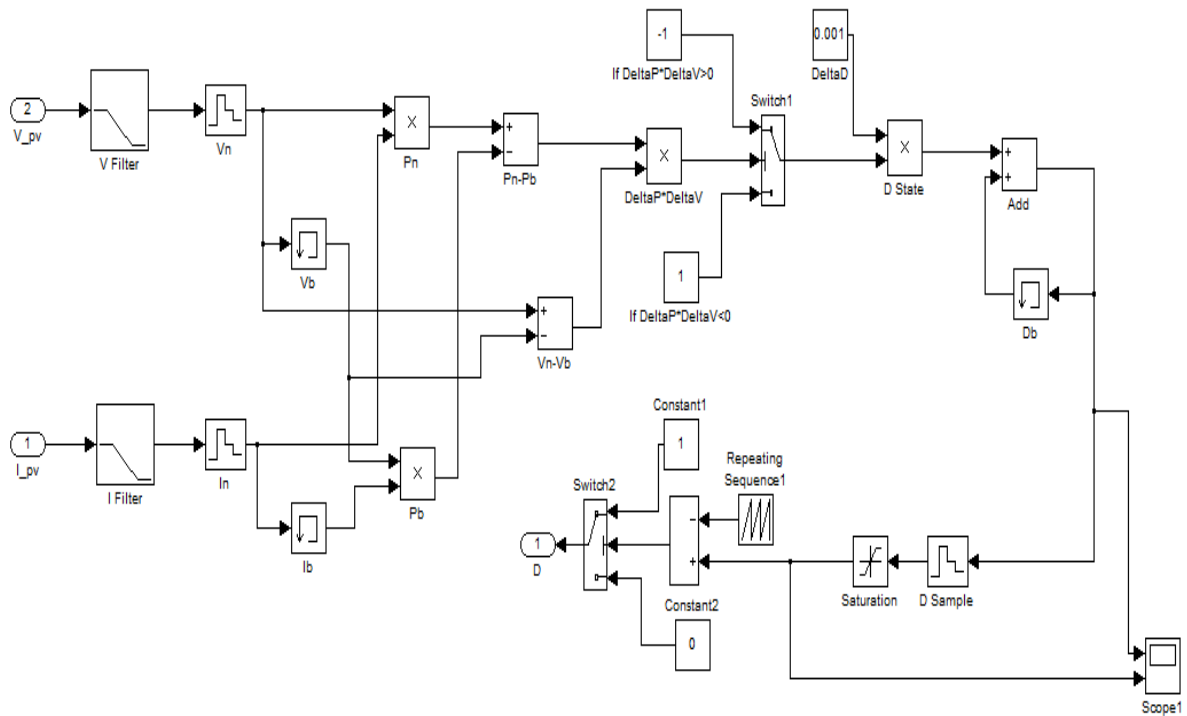 -1
If DeltaP*DeltaV>0
0.001
DeltaD
Switch1
2
V_pv
V Filter
Vn
×
Pn
+
−
Pn-Pb
×
DeltaP*DeltaV
×
D State
+
+
Add
Vb
1
If DeltaP*DeltaV<0
+
−
Vn-Vb
Db
1
I_pv
I Filter
In
Ib
×
Pb
Constant1
1
Repeating
Sequence1
Switch2
−
+
1
D
Saturation
D Sample
Constant2
0
Scope1